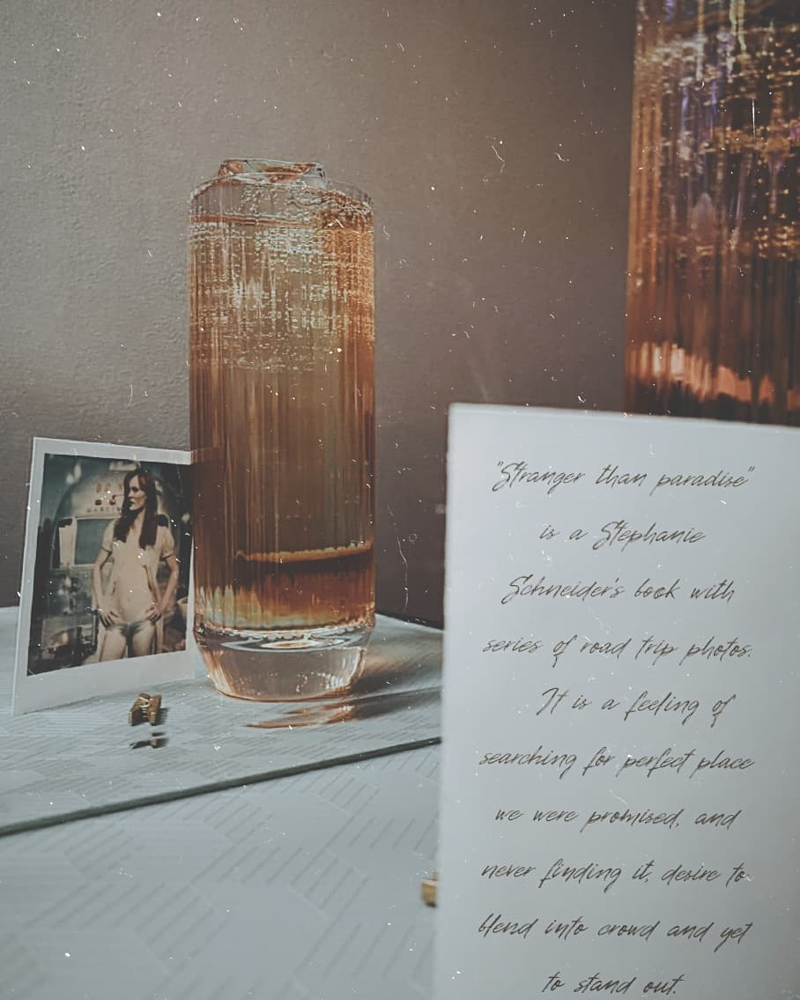 "Stranger than paradise"
is a Stephanie
Schneider's book with
series of road trip photos.
It is a feeling of
searching for perfect place
we were promised, and
never finding it, desire to
blend into crowd and yet
to stand out.